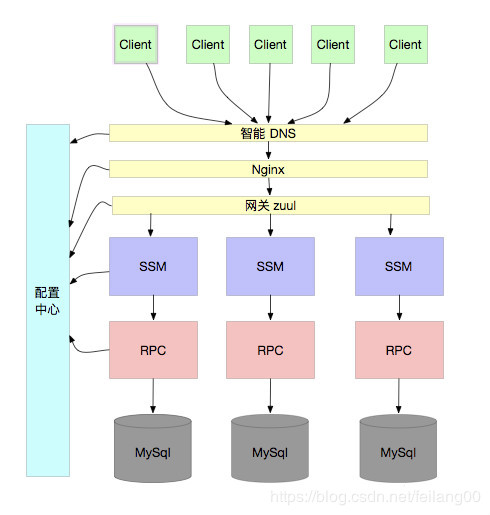 Client Client Client Client Client
智能 DNS
Nginx
网关 zuul
SSM SSM SSM
配置
中心
RPC RPC RPC
MySql MySql MySql
https://blog.csdn.net/feilang00